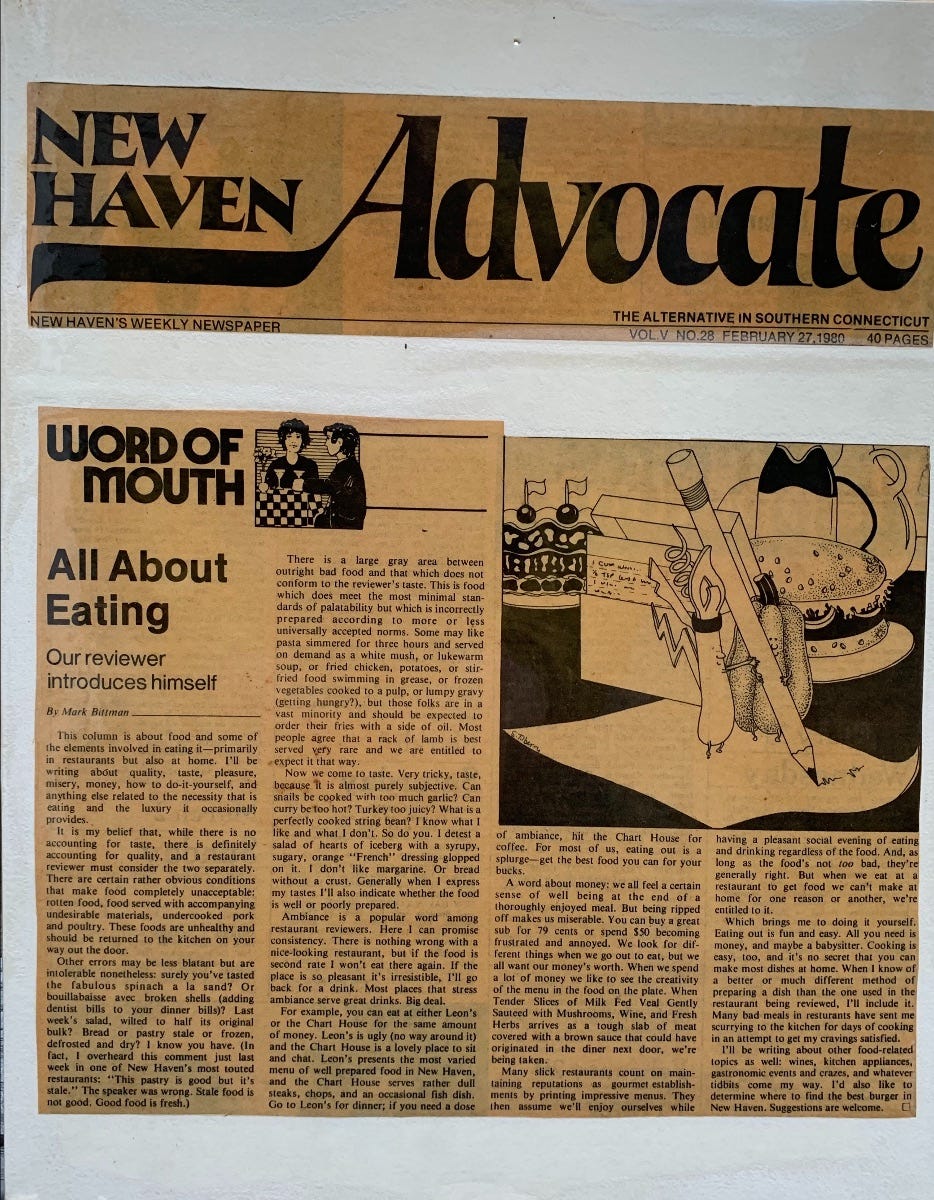 NEW
HAVEN
Advocate
NEW HAVEN'S WEEKLY NEWSPAPER
THE ALTERNATIVE IN SOUTHERN CONNECTICUT
VOL.V NO.28 FEBRUARY 27,1980 40 PAGES
WORD OF
MOUTH
All About
Eating
Our reviewer
introduces himself
By Mark Bittman
This column is about food and some of
the elements involved in eating it—primarily
in restaurants but also at home. I'll be
writing about quality, taste, pleasure,
misery, money, how to do-it-yourself, and
anything else related to the necessity that is
eating and the luxury it occasionally
provides.
It is my belief that, while there is no
accounting for taste, there is definitely
accounting for quality, and a restaurant
reviewer must consider the two separately.
There are certain rather obvious conditions
that make food completely unacceptable:
rotten food, food served with accompanying
undesirable materials, undercooked pork
and poultry. These foods are unhealthy and
should be returned to the kitchen on your
way out the door.
Other errors may be less blatant but are
intolerable nonetheless: surely you've tasted
the fabulous spinach a la sand? Or
bouillabaisse avec broken shells (adding
dentist bills to your dinner bills)? Last
week's salad, wilted to half its original
bulk? Bread or pastry stale or frozen,
defrosted and dry? I know you have. (In
fact, I overheard this comment just last
week in one of New Haven's most touted
restaurants: "This pastry is good but it's
stale." The speaker was wrong. Stale food is
not good. Good food is fresh.)
There is a large gray area between
outright bad food and that which does not
conform to the reviewer's taste. This is food
which does meet the most minimal stan-
dards of palatability but which is incorrectly
prepared according to more or less
universally accepted norms. Some may like
pasta simmered for three hours and served
on demand as a white mush, or lukewarm
soup, or fried chicken, potatoes, or stir-
fried food swimming in grease, or frozen
vegetables cooked to a pulp, or lumpy gravy
(getting hungry?), but those folks are in a
vast minority and should be expected to
order their fries with a side of oil. Most
people agree that a rack of lamb is best
served very rare and we are entitled to
expect it that way.
Now we come to taste. Very tricky, taste,
because it is almost purely subjective. Can
snails be cooked with too much garlic? Can
curry be too hot? Turkey too juicy? What is a
perfectly cooked string bean? I know what I
like and what I don't. So do you. I detest a
salad of hearts of iceberg with a syrupy,
sugary, orange "French" dressing glopped
on it. I don't like margarine. Or bread
without a crust. Generally when I express
my tastes I'll also indicate whether the food
is well or poorly prepared.
Ambiance is a popular word among
restaurant reviewers. Here I can promise
consistency. There is nothing wrong with a
nice-looking restaurant, but if the food is
second rate I won't eat there again. If the
place is so pleasant it's irresistible, I'll go
back for a drink. Most places that stress
ambiance serve great drinks. Big deal.
For example, you can eat at either Leon's
or the Chart House for the same amount
of money. Leon's is ugly (no way around it)
and the Chart House is a lovely place to sit
and chat. Leon's presents the most varied
menu of well prepared food in New Haven,
and the Chart House serves rather dull
steaks, chops, and an occasional fish dish.
Go to Leon's for dinner; if you need a dose
of ambiance, hit the Chart House for
coffee. For most of us, eating out is a
splurge—get the best food you can for your
bucks.
A word about money: we all feel a certain
sense of well being at the end of a
thoroughly enjoyed meal. But being ripped
off makes us miserable. You can buy a great
sub for 79 cents or spend $50 becoming
frustrated and annoyed. We look for dif-
ferent things when we go out to eat, but we
all want our money's worth. When we spend
a lot of money we like to see the creativity
of the menu in the food on the plate. When
Tender Slices of Milk Fed Veal Gently
Sauteed with Mushrooms, Wine, and Fresh
Herbs arrives as a tough slab of meat
covered with a brown sauce that could have
originated in the diner next door, we're
being taken.
Many slick restaurants count on main-
taining reputations as gourmet establish-
ments by printing impressive menus. They
then assume we'll enjoy ourselves while
having a pleasant social evening of eating
and drinking regardless of the food. And, as
long as the food's not too bad, they're
generally right. But when we eat at a
restaurant to get food we can't make at
home for one reason or another, we're
entitled to it.
Which brings me to doing it yourself.
Eating out is fun and easy. All you need is
money, and maybe a babysitter. Cooking is
easy, too, and it's no secret that you can
make most dishes at home. When I know of
a better or much different method of
preparing a dish than the one used in the
restaurant being reviewed, I'll include it.
Many bad meals in resturants have sent me
scurrying to the kitchen for days of cooking
in an attempt to get my cravings satisfied.
I'll be writing about other food-related
topics as well: wines, kitchen appliances,
gastronomic events and crazes, and whatever
tidbits come my way. I'd also like to
determine where to find the best burger in
New Haven. Suggestions are welcome. □